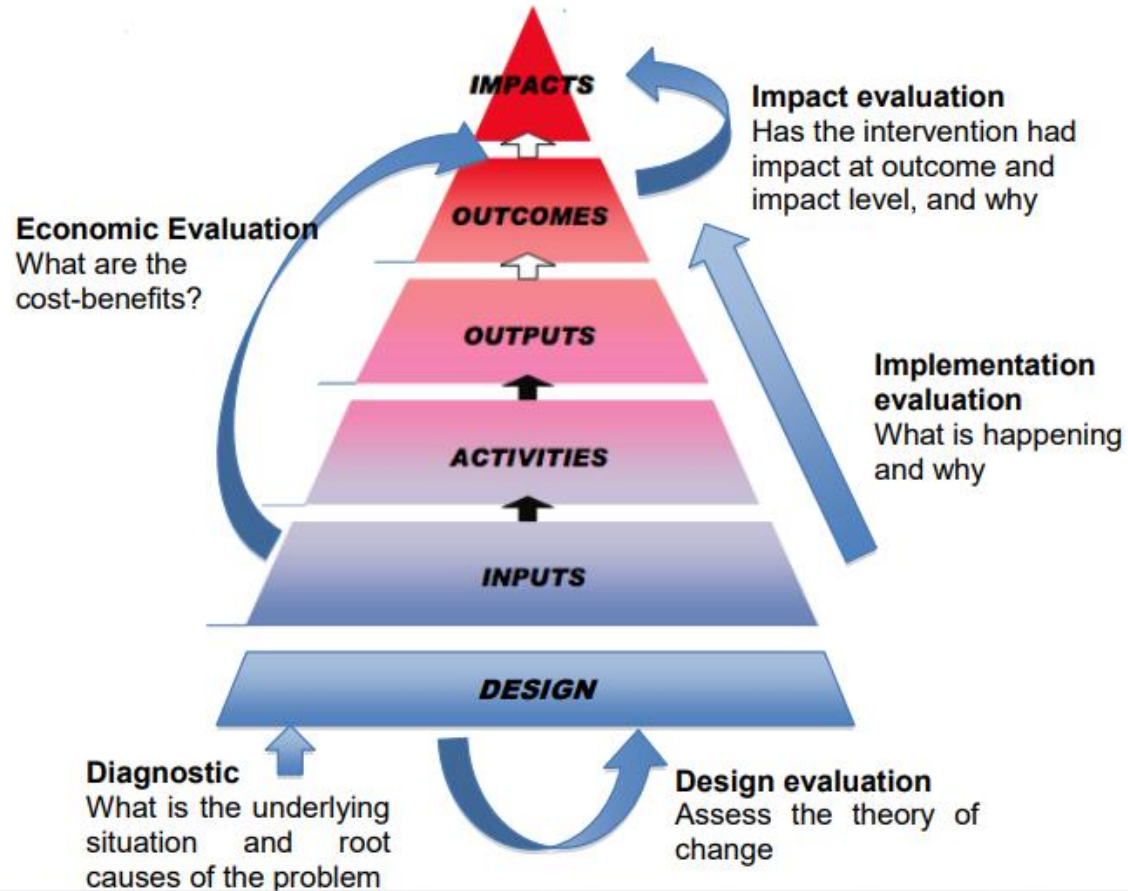 IMPACTS
Impact evaluation
Has the intervention had
impact at outcome and
impact level, and why
OUTCOMES
Economic Evaluation
What are the
cost-benefits?
OUTPUTS
Implementation
evaluation
What is happening
and why
ACTIVITIES
INPUTS
DESIGN
Diagnostic
What is the underlying
situation and root
causes of the problem
Design evaluation
Assess the theory of
change